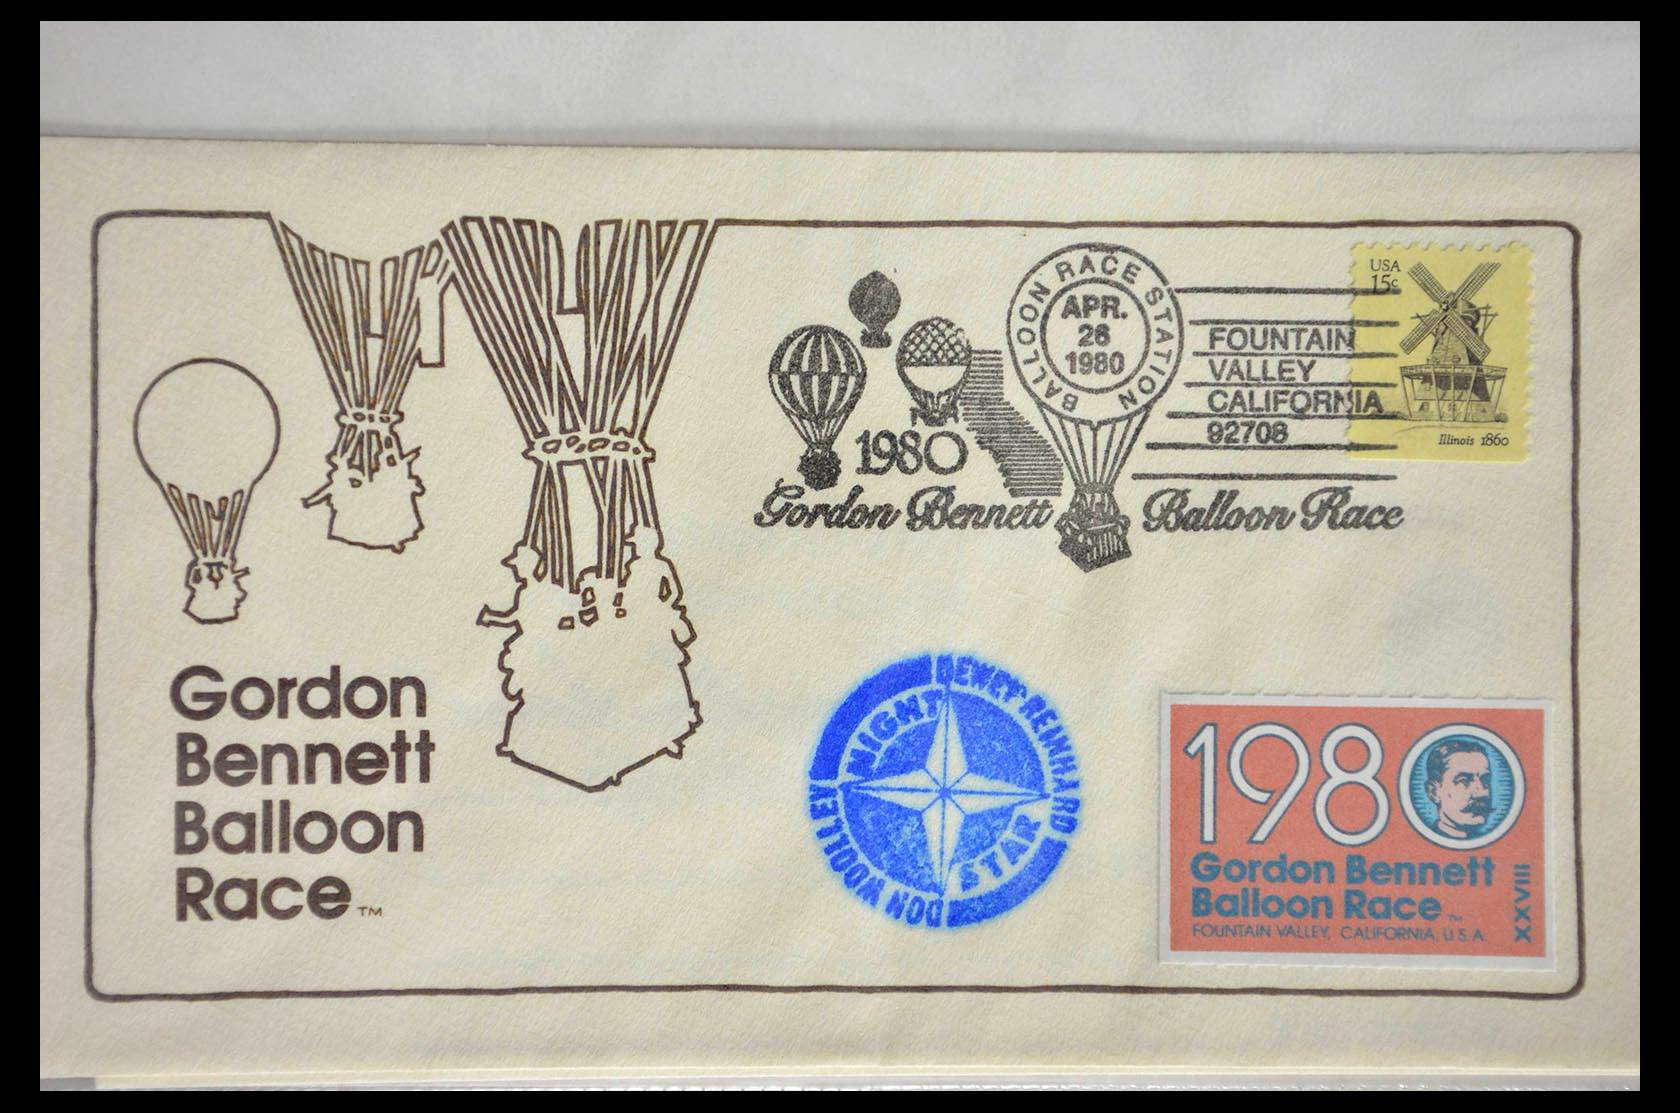 BALLOON RACE STATION
APR.
26
1980
USA
15c
FOUNTAIN
VALLEY
CALIFORNIA
92708
Illinois 1860
1980
Gordon Bennett Balloon Race
Gordon
Bennett
Balloon
Race™
DEWEY REINHARD
NIGHT
STAR
DON WOOLLEY
1980
Gordon Bennett
Balloon Race™
FOUNTAIN VALLEY, CALIFORNIA, U.S.A.
XXVIII